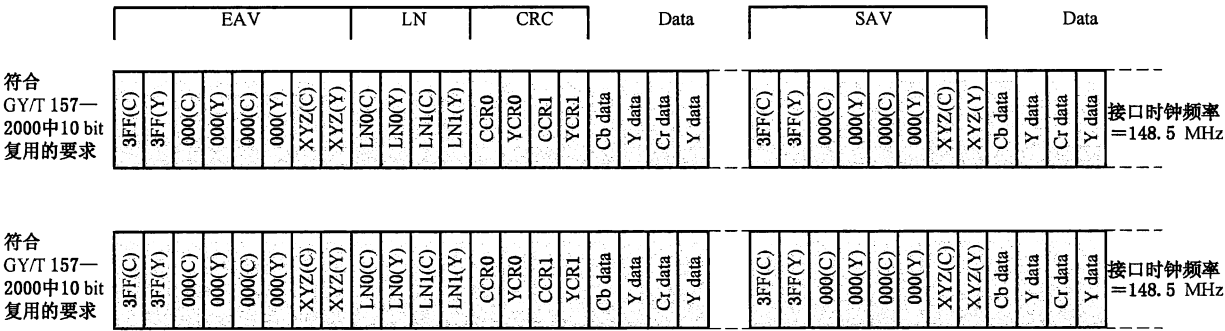 EAV LN CRC Data SAV Data
符合
GY/T 157—
2000中10 bit
复用的要求
3FF(C) 3FF(Y) 000(C) 000(Y) 000(C) 000(Y) XYZ(C) XYZ(Y) LN0(C) LN0(Y) LN1(C) LN1(Y) CCR0 YCR0 CCR1 YCR1 Cb data Y data Cr data Y data 3FF(C) 3FF(Y) 000(C) 000(Y) 000(C) 000(Y) XYZ(C) XYZ(Y) Cb data Y data Cr data Y data
接口时钟频率
=148.5 MHz
符合
GY/T 157—
2000中10 bit
复用的要求
3FF(C) 3FF(Y) 000(C) 000(Y) 000(C) 000(Y) XYZ(C) XYZ(Y) LN0(C) LN0(Y) LN1(C) LN1(Y) CCR0 YCR0 CCR1 YCR1 Cb data Y data Cr data Y data 3FF(C) 3FF(Y) 000(C) 000(Y) 000(C) 000(Y) XYZ(C) XYZ(Y) Cb data Y data Cr data Y data
接口时钟频率
=148.5 MHz